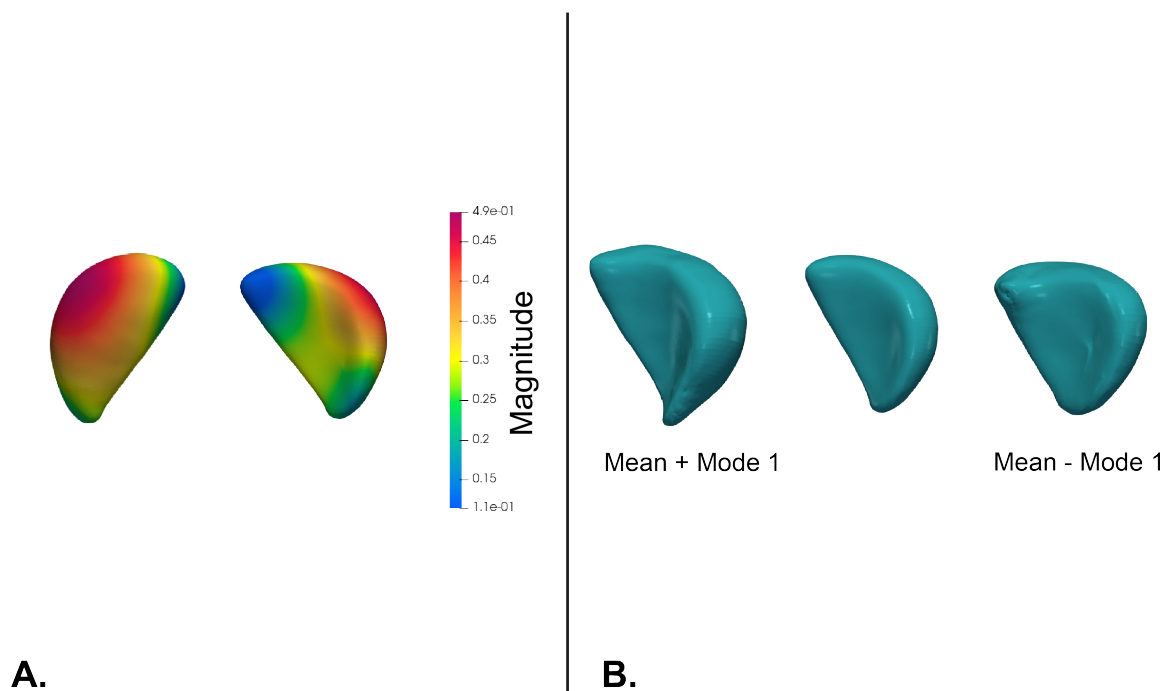 4.9e-01
0.45
0.4
0.35
0.3
0.25
0.2
0.15
1.1e-01
Magnitude
Mean + Mode 1
Mean - Mode 1
A.
B.